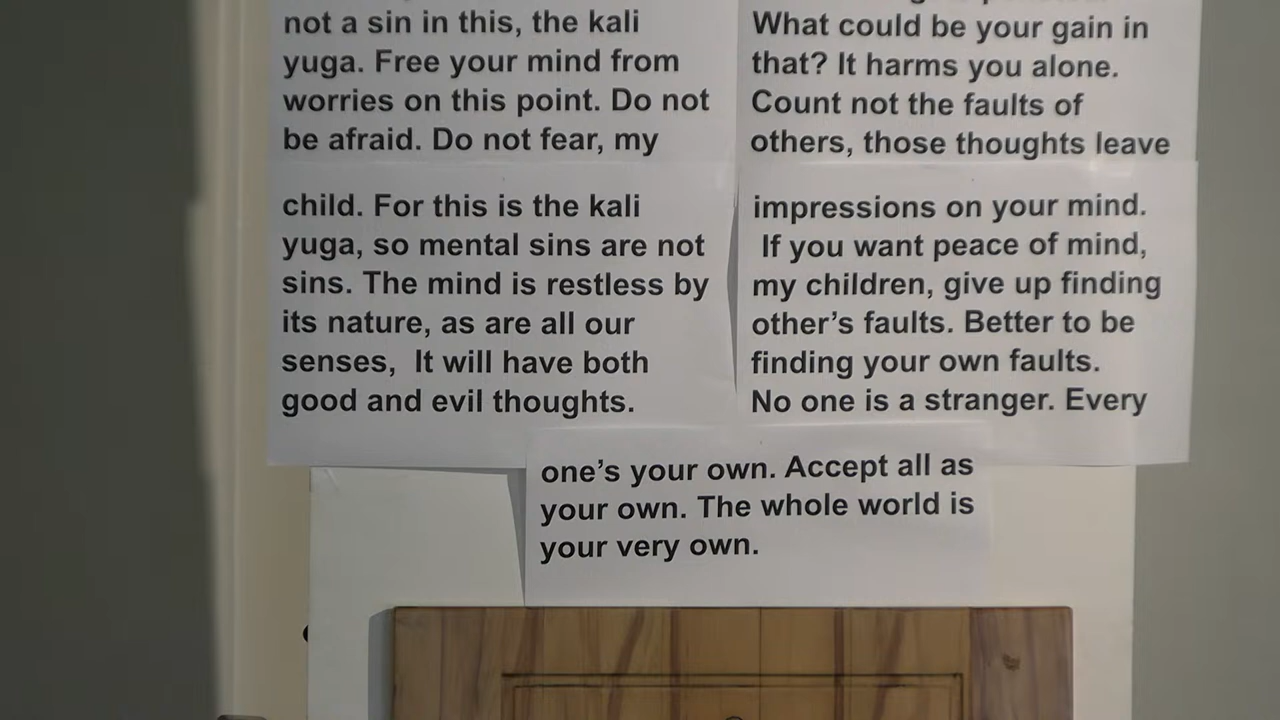 not a sin in this, the kali
yuga. Free your mind from
worries on this point. Do not
be afraid. Do not fear, my
child. For this is the kali
yuga, so mental sins are not
sins. The mind is restless by
its nature, as are all our
senses,  It will have both
good and evil thoughts.
What could be your gain in
that? It harms you alone.
Count not the faults of
others, those thoughts leave
impressions on your mind.
If you want peace of mind,
my children, give up finding
other’s faults. Better to be
finding your own faults.
No one is a stranger. Every
one’s your own. Accept all as
your own. The whole world is
your very own.